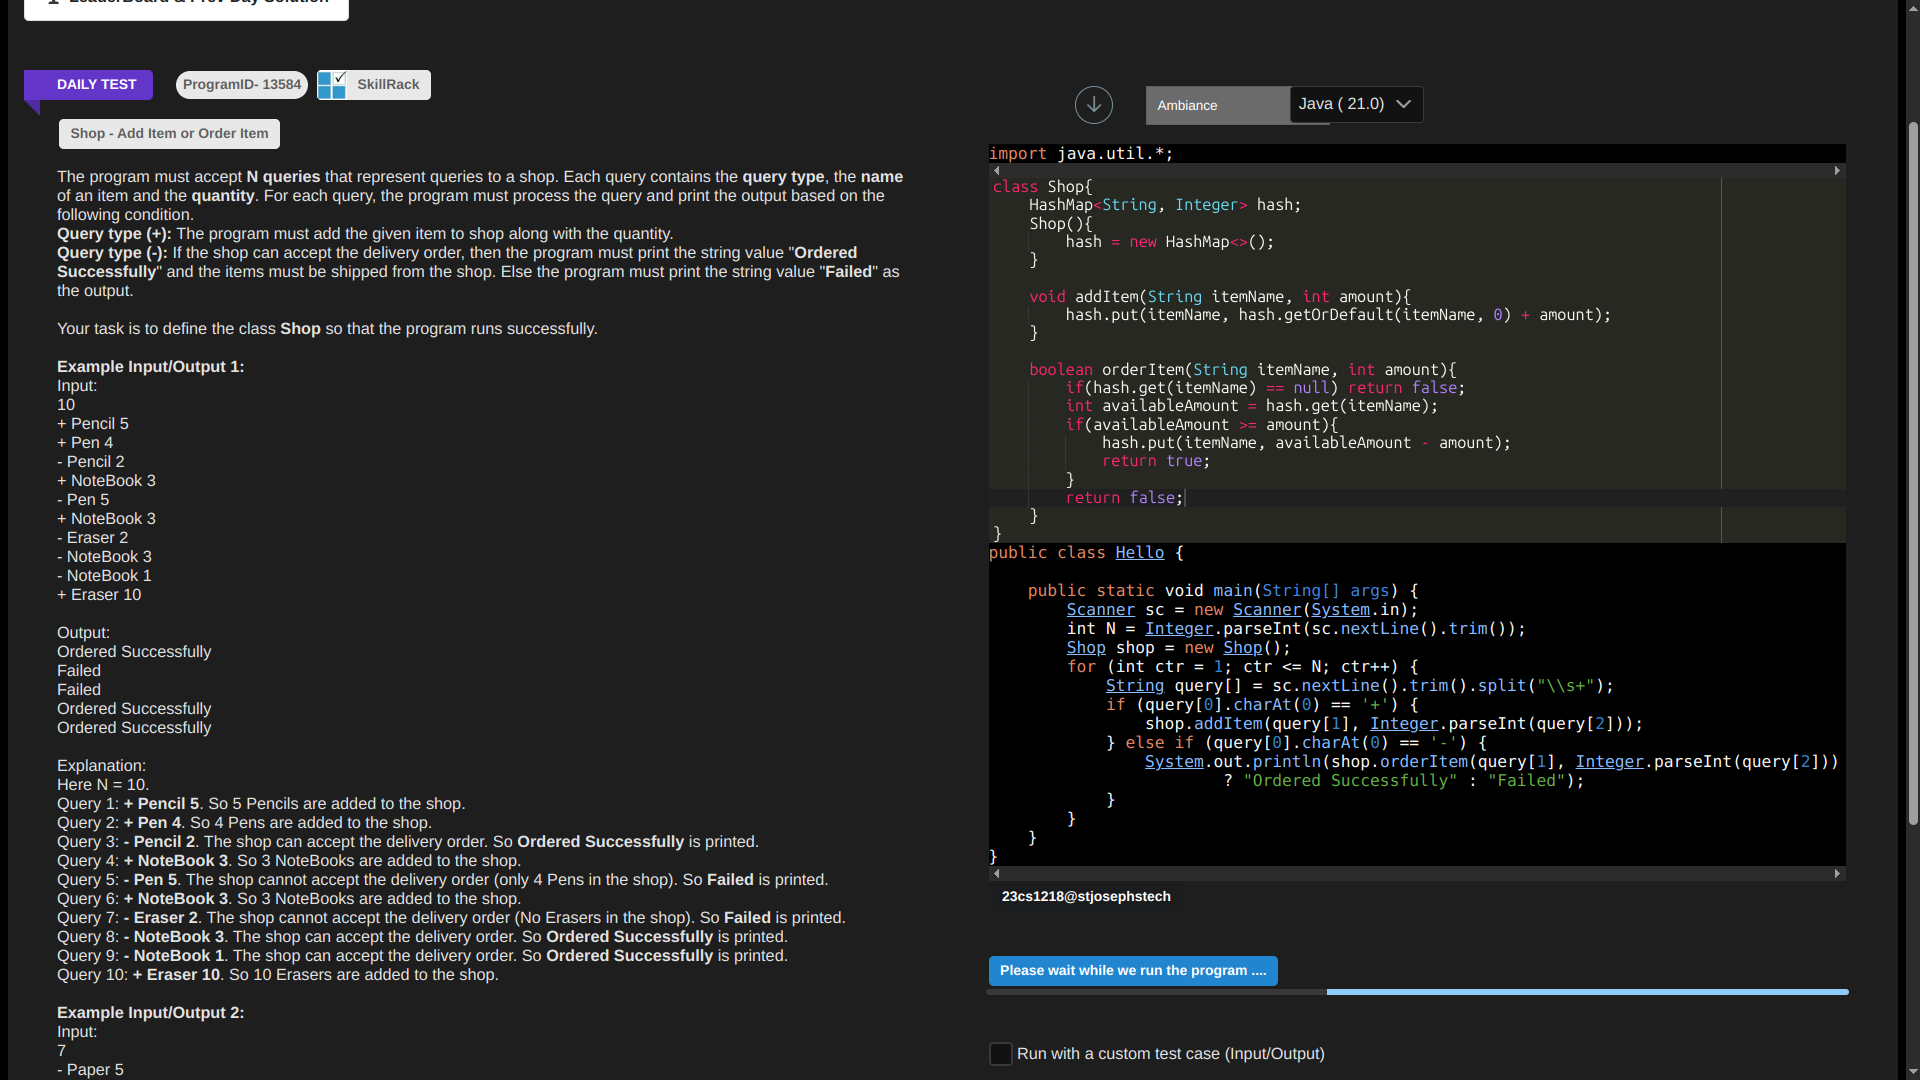 LeaderBoard & Prev Day Solution
DAILY TEST
ProgramID- 13584
SkillRack
Shop - Add Item or Order Item
The program must accept N queries that represent queries to a shop. Each query contains the query type, the name
of an item and the quantity. For each query, the program must process the query and print the output based on the
following condition.
Query type (+): The program must add the given item to shop along with the quantity.
Query type (-): If the shop can accept the delivery order, then the program must print the string value "Ordered
Successfully" and the items must be shipped from the shop. Else the program must print the string value "Failed" as
the output.
Your task is to define the class Shop so that the program runs successfully.
Example Input/Output 1:
Input:
10
+ Pencil 5
+ Pen 4
- Pencil 2
+ NoteBook 3
- Pen 5
+ NoteBook 3
- Eraser 2
- NoteBook 3
- NoteBook 1
+ Eraser 10
Output:
Ordered Successfully
Failed
Failed
Ordered Successfully
Ordered Successfully
Explanation:
Here N = 10.
Query 1: + Pencil 5. So 5 Pencils are added to the shop.
Query 2: + Pen 4. So 4 Pens are added to the shop.
Query 3: - Pencil 2. The shop can accept the delivery order. So Ordered Successfully is printed.
Query 4: + NoteBook 3. So 3 NoteBooks are added to the shop.
Query 5: - Pen 5. The shop cannot accept the delivery order (only 4 Pens in the shop). So Failed is printed.
Query 6: + NoteBook 3. So 3 NoteBooks are added to the shop.
Query 7: - Eraser 2. The shop cannot accept the delivery order (No Erasers in the shop). So Failed is printed.
Query 8: - NoteBook 3. The shop can accept the delivery order. So Ordered Successfully is printed.
Query 9: - NoteBook 1. The shop can accept the delivery order. So Ordered Successfully is printed.
Query 10: + Eraser 10. So 10 Erasers are added to the shop.
Example Input/Output 2:
Input:
7
- Paper 5
Ambiance
Java ( 21.0)
import java.util.*;
class Shop{
    HashMap<String, Integer> hash;
    Shop(){
        hash = new HashMap<>();
    }
    void addItem(String itemName, int amount){
        hash.put(itemName, hash.getOrDefault(itemName, 0) + amount);
    }
    boolean orderItem(String itemName, int amount){
        if(hash.get(itemName) == null) return false;
        int availableAmount = hash.get(itemName);
        if(availableAmount >= amount){
            hash.put(itemName, availableAmount - amount);
            return true;
        }
        return false;
    }
}
public class Hello {
    public static void main(String[] args) {
        Scanner sc = new Scanner(System.in);
        int N = Integer.parseInt(sc.nextLine().trim());
        Shop shop = new Shop();
        for (int ctr = 1; ctr <= N; ctr++) {
            String query[] = sc.nextLine().trim().split("\\s+");
            if (query[0].charAt(0) == '+') {
                shop.addItem(query[1], Integer.parseInt(query[2]));
            } else if (query[0].charAt(0) == '-') {
                System.out.println(shop.orderItem(query[1], Integer.parseInt(query[2]))
                        ? "Ordered Successfully" : "Failed");
            }
        }
    }
}
23cs1218@stjosephstech
Please wait while we run the program ....
Run with a custom test case (Input/Output)